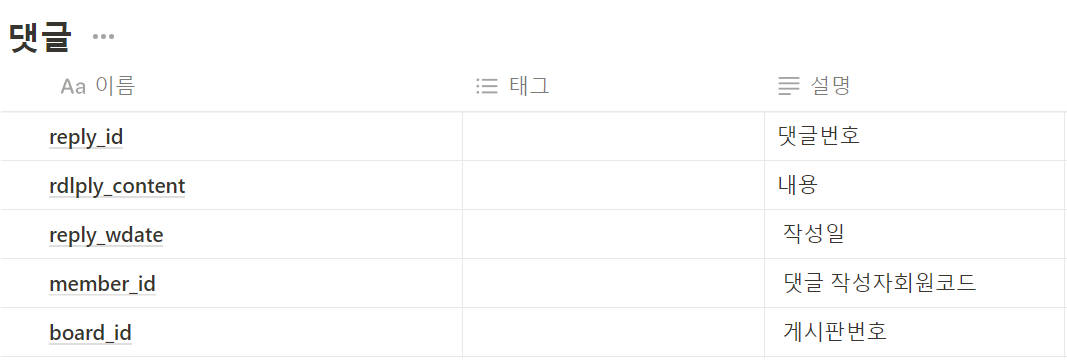 댓글 ...
Aa 이름 태그 설명
reply_id 댓글번호
rdlply_content 내용
reply_wdate 작성일
member_id 댓글 작성자회원코드
board_id 게시판번호